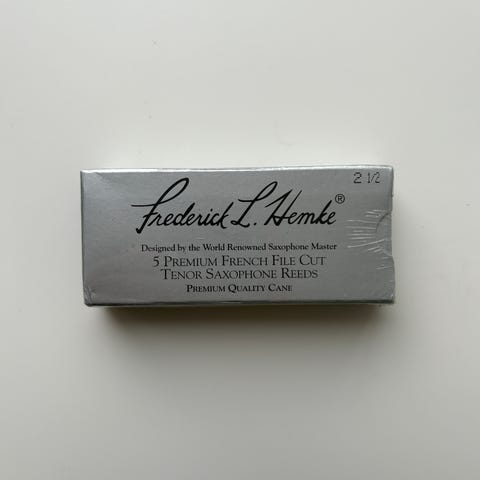 2 1/2
Frederick L. Hemke®
Designed by the World Renowned Saxophone Master
5 Premium French File Cut
Tenor Saxophone Reeds
Premium Quality Cane